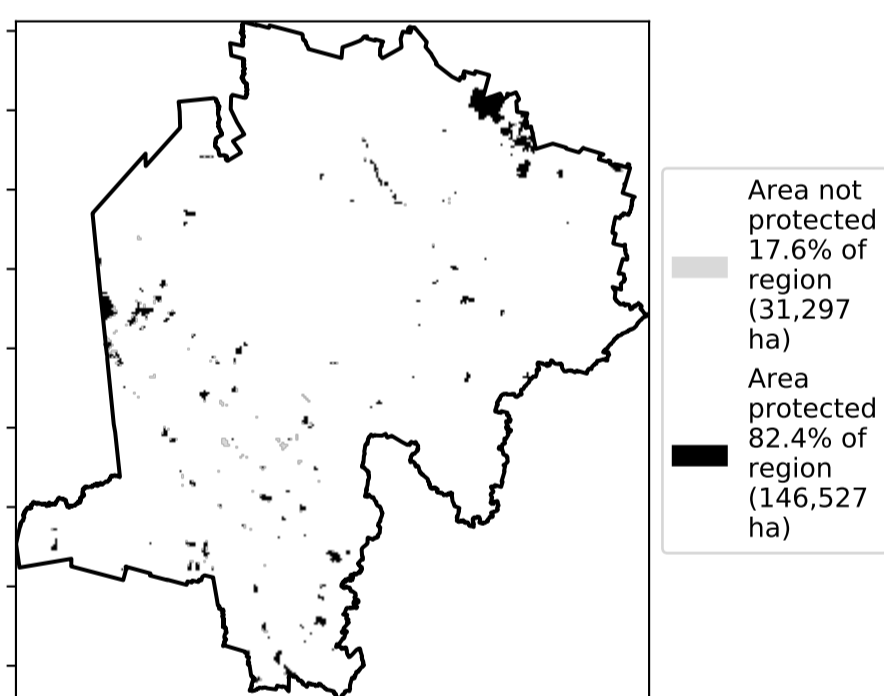 Area not
protected
17.6% of
region
(31,297
ha)
Area
protected
82.4% of
region
(146,527
ha)